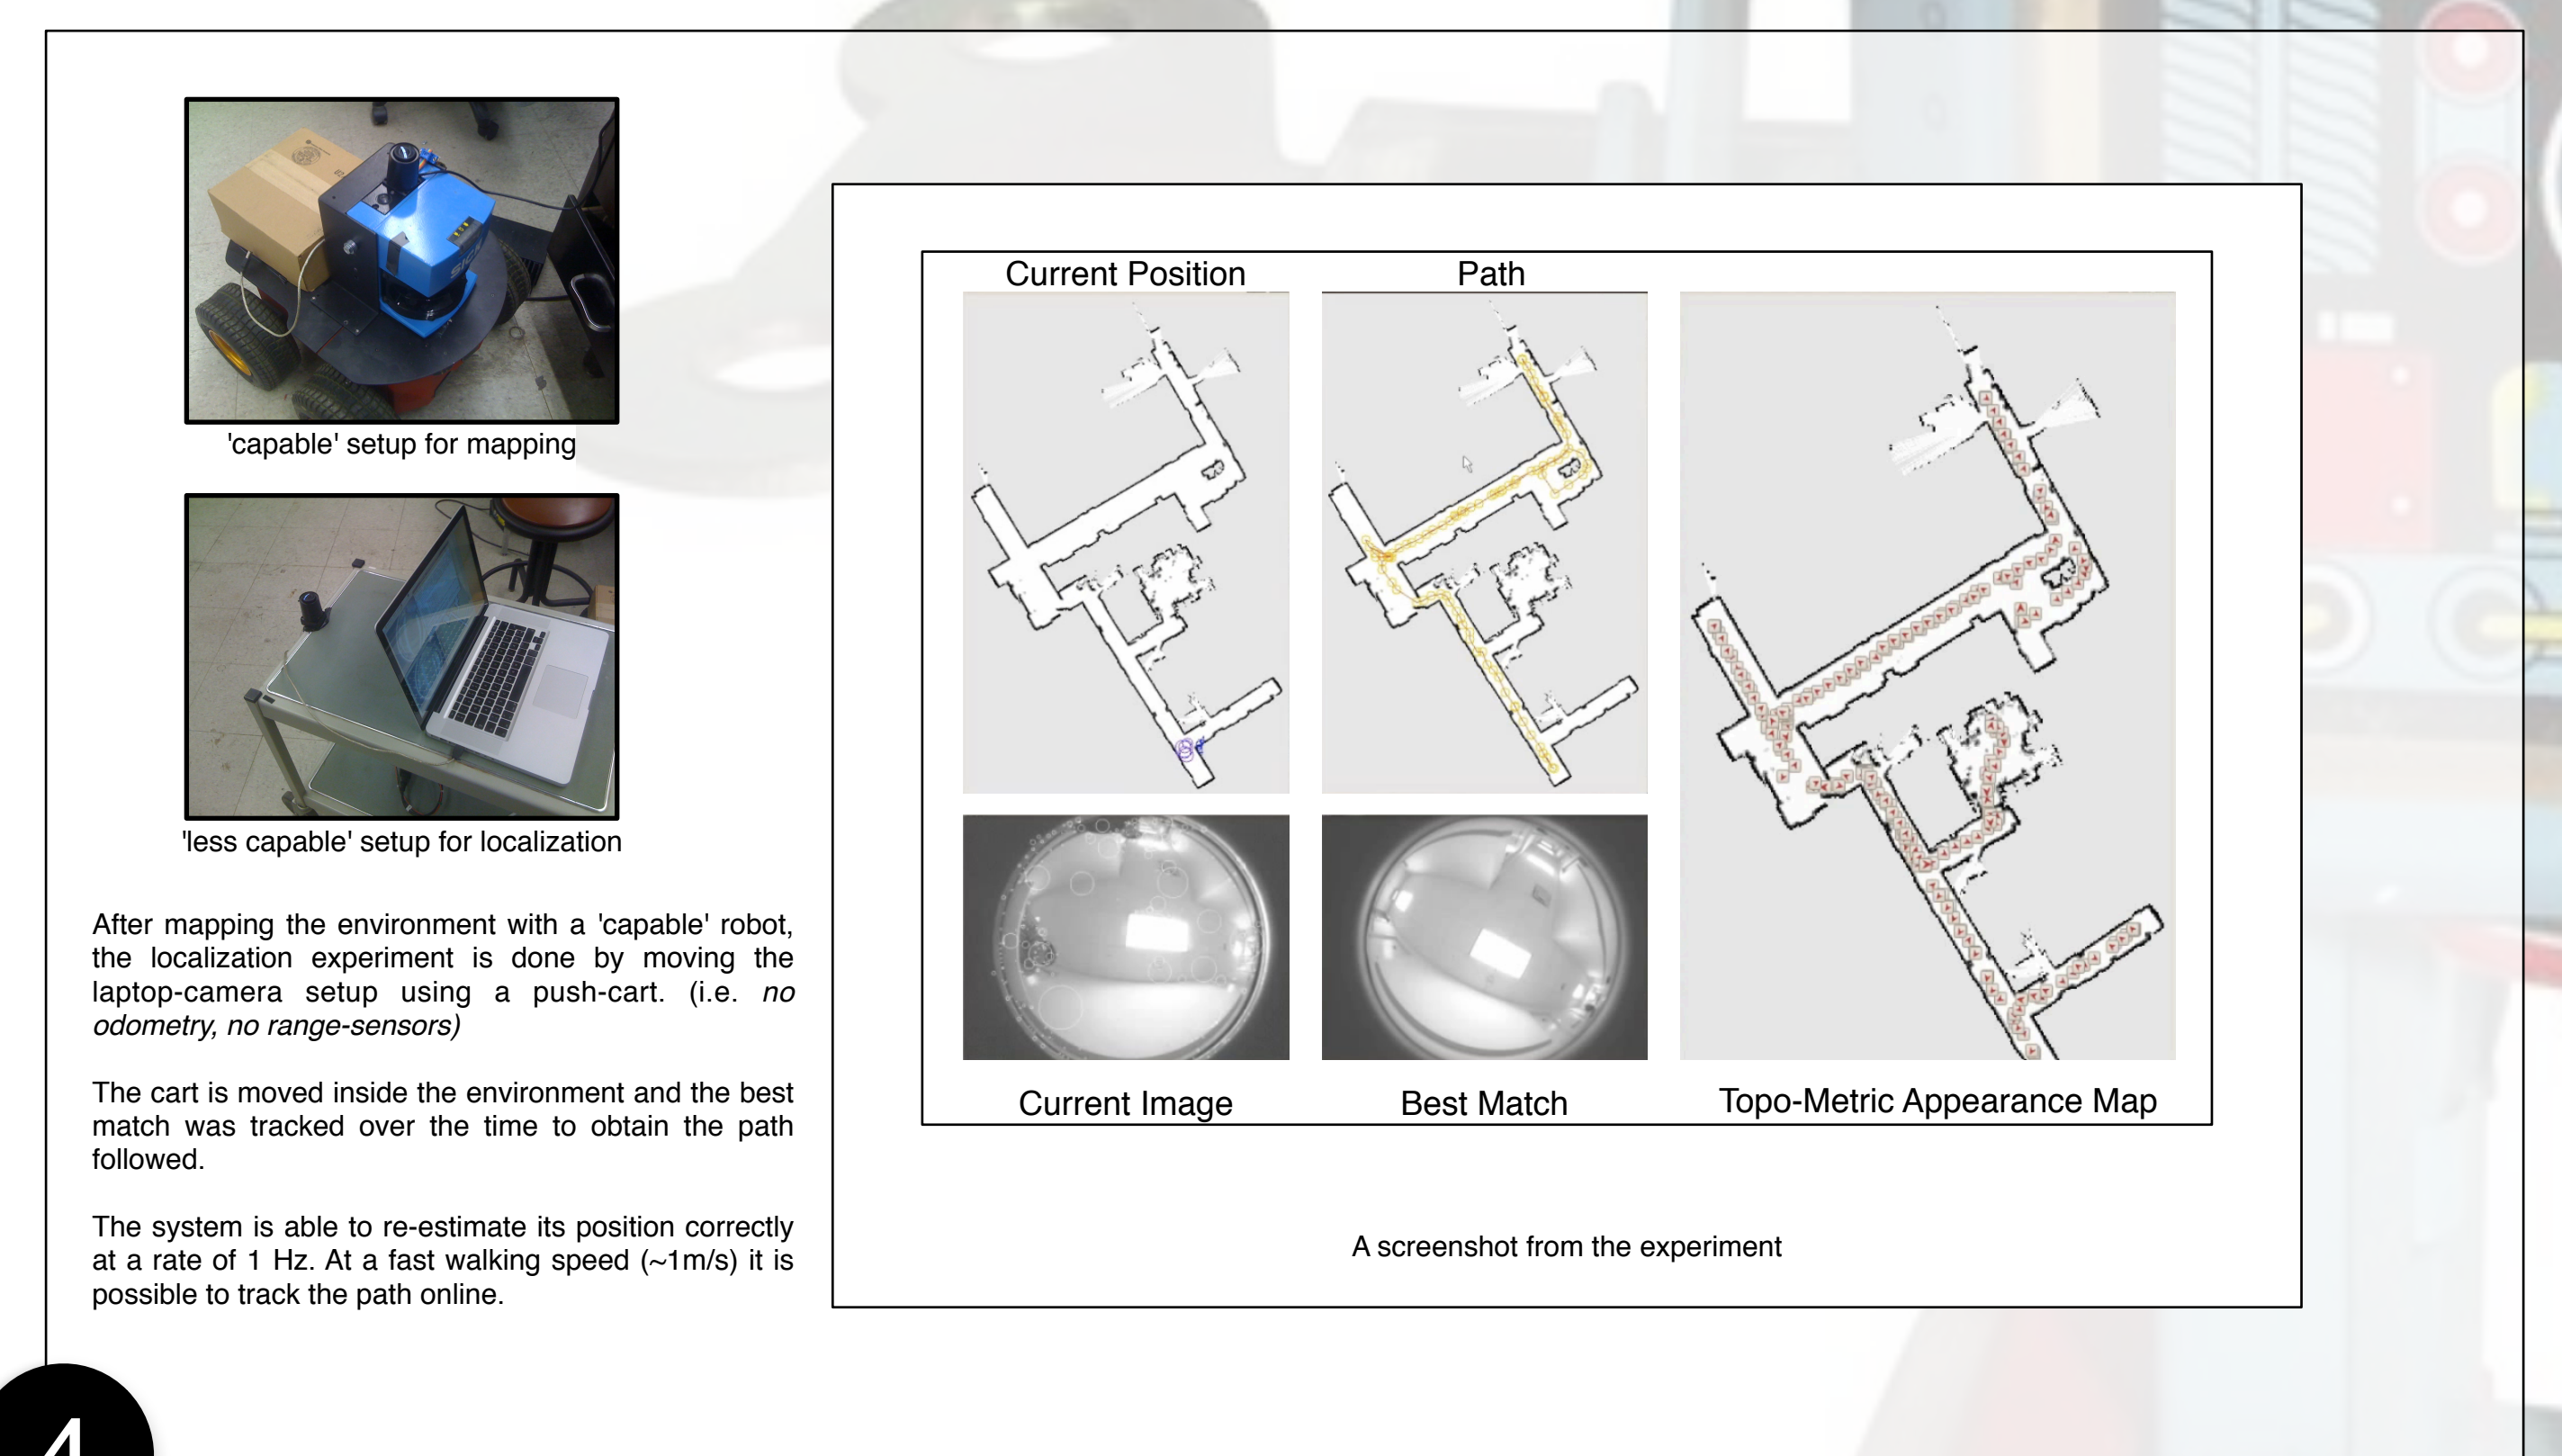 'capable' setup for mapping
'less capable' setup for localization
After mapping the environment with a 'capable' robot,
the localization experiment is done by moving the
laptop-camera setup using a push-cart. (i.e. no
odometry, no range-sensors)
The cart is moved inside the environment and the best
match was tracked over the time to obtain the path
followed.
The system is able to re-estimate its position correctly
at a rate of 1 Hz. At a fast walking speed (~1m/s) it is
possible to track the path online.
Current Position
Path
Current Image
Best Match
Topo-Metric Appearance Map
A screenshot from the experiment
4